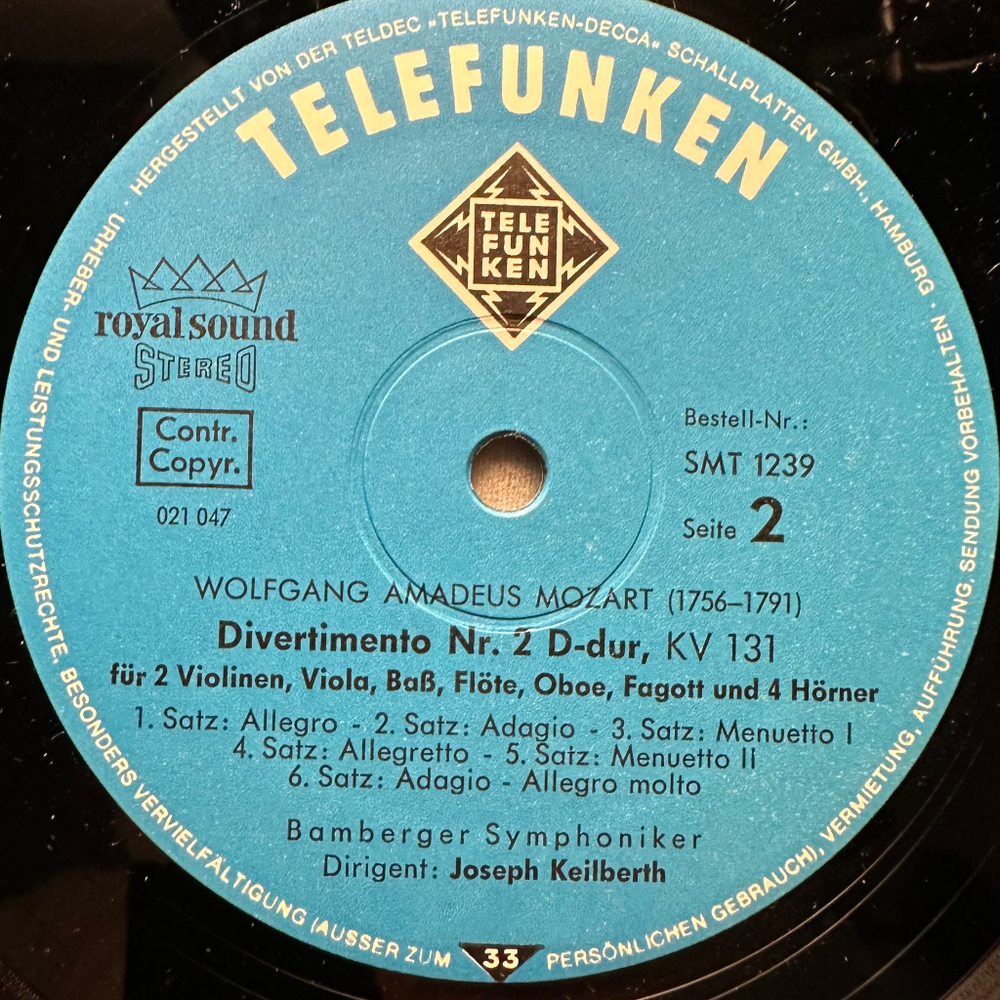 HERGESTELLT VON DER TELDEC »TELEFUNKEN-DECCA« SCHALLPLATTEN GMBH., HAMBURG · URHEBER- UND LEISTUNGSSCHUTZRECHTE, BESONDERS VERVIELFÄLTIGUNG (AUSSER ZUM PERSÖNLICHEN GEBRAUCH), VERMIETUNG, AUFFÜHRUNG, SENDUNG VORBEHALTEN ·
TELEFUNKEN
TELE
FUN
KEN
royal sound
STEREO
Contr.
Copyr.
021 047
Bestell-Nr.:
SMT 1239
Seite 2
WOLFGANG AMADEUS MOZART (1756–1791)
Divertimento Nr. 2 D-dur, KV 131
für 2 Violinen, Viola, Baß, Flöte, Oboe, Fagott und 4 Hörner
1. Satz: Allegro - 2. Satz: Adagio - 3. Satz: Menuetto I
4. Satz: Allegretto - 5. Satz: Menuetto II
6. Satz: Adagio - Allegro molto
Bamberger Symphoniker
Dirigent: Joseph Keilberth
33